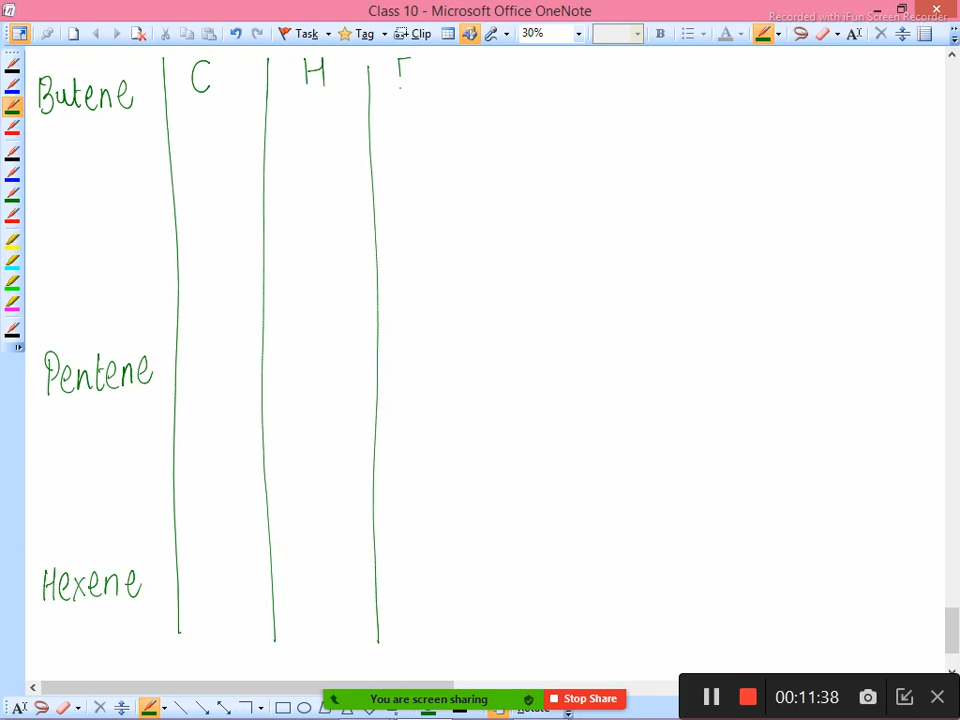 Class 10 - Microsoft Office OneNote
Recorded with iFun Screen Recorder
Task Tag Clip 30% B A
Butene C H
Pentene
Hexene
You are screen sharing Stop Share
00:11:38